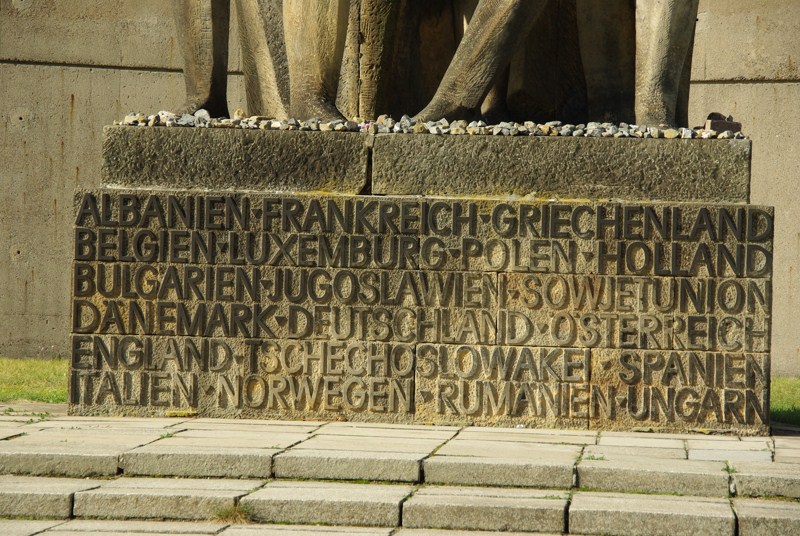 ALBANIEN·FRANKREICH·GRIECHENLAND
BELGIEN·LUXEMBURG·POLEN·HOLLAND
BULGARIEN·JUGOSLAWIEN·SOWJETUNION
DÄNEMARK·DEUTSCHLAND·ÖSTERREICH
ENGLAND·TSCHECHOSLOWAKEI·SPANIEN
ITALIEN·NORWEGEN·RUMÄNIEN·UNGARN